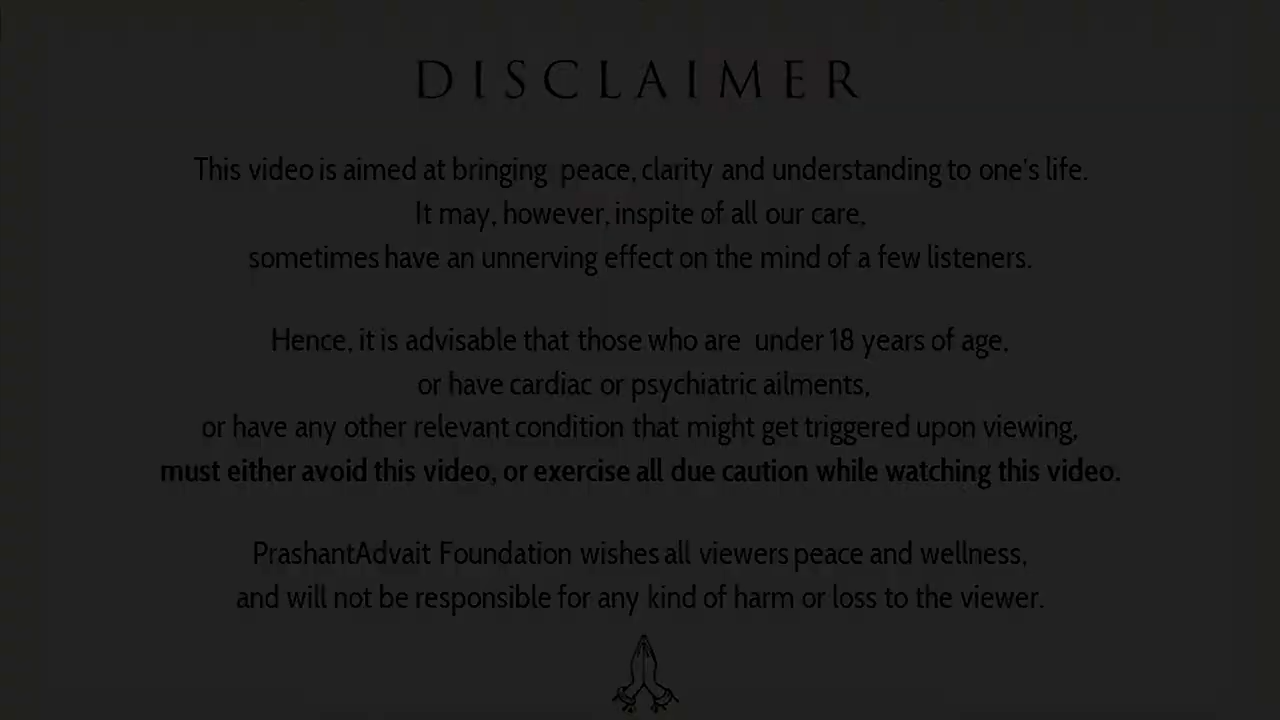 DISCLAIMER
This video is aimed at bringing peace, clarity and understanding to one's life.
It may, however, inspite of all our care,
sometimes have an unnerving effect on the mind of a few listeners.
Hence, it is advisable that those who are under 18 years of age,
or have cardiac or psychiatric ailments,
or have any other relevant condition that might get triggered upon viewing,
must either avoid this video, or exercise all due caution while watching this video.
PrashantAdvait Foundation wishes all viewers peace and wellness,
and will not be responsible for any kind of harm or loss to the viewer.